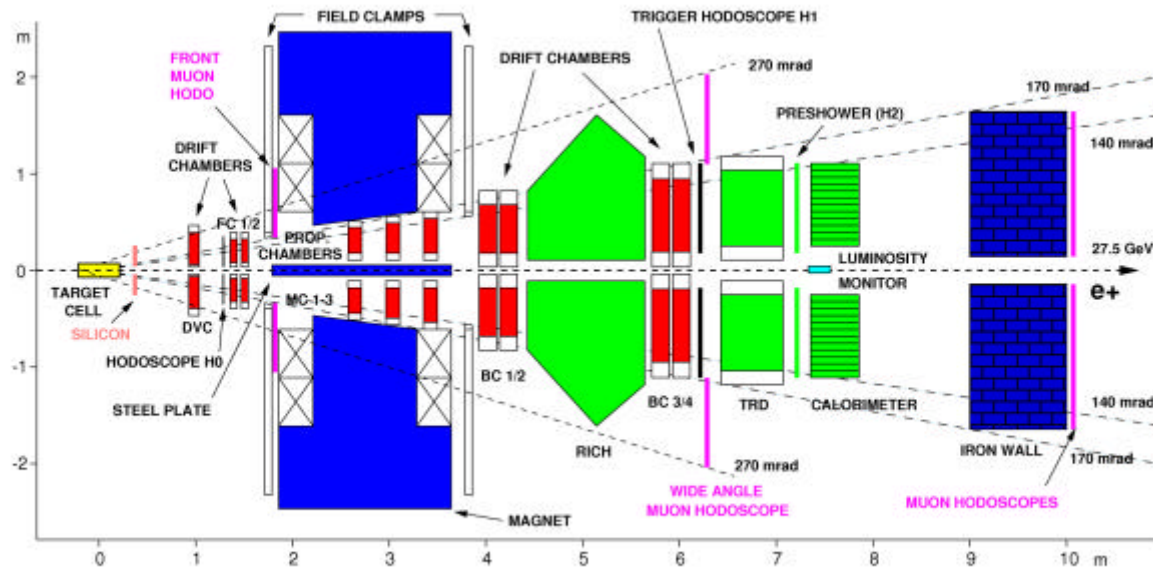 FIELD CLAMPS
TRIGGER HODOSCOPE H1
m
2
1
0
-1
-2
FRONT
MUON
HODO
DRIFT CHAMBERS
270 mrad
170 mrad
PRESHOWER (H2)
140 mrad
DRIFT
CHAMBERS
FC 1/2
PROP.
CHAMBERS
27.5 GeV
LUMINOSITY
MONITOR
e+
TARGET
CELL
SILICON
DVC
MC-1-3
HODOSCOPE H0
STEEL PLATE
BC 1/2
BC 3/4
TRD
CALORIMETER
RICH
140 mrad
IRON WALL
170 mrad
270 mrad
WIDE ANGLE
MUON HODOSCOPE
MUON HODOSCOPES
MAGNET
0 1 2 3 4 5 6 7 8 9 10 m